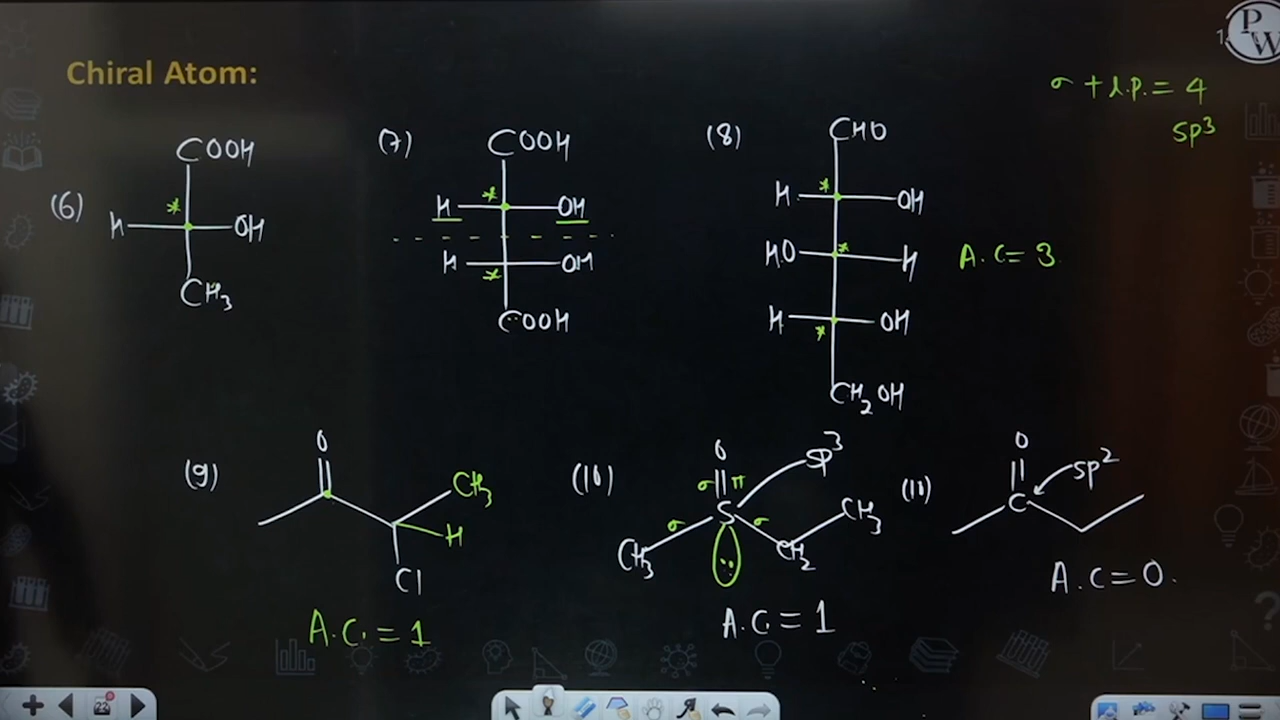 Chiral Atom:
P
W
σ + l.p. = 4
sp3
(6)
COOH
*
H OH
CH3
(7)
COOH
*
H OH
H OH
*
COOH
(8)
CHO
*
H OH
*
HO H
H OH
*
CH2OH
A.C = 3
(9)
O
CH3
H
Cl
A.C. = 1
(10)
O
sp3
σ π
S
σ σ
CH3
CH2
CH3
A.C. = 1
(11)
O
sp2
C
A.C = 0.
22